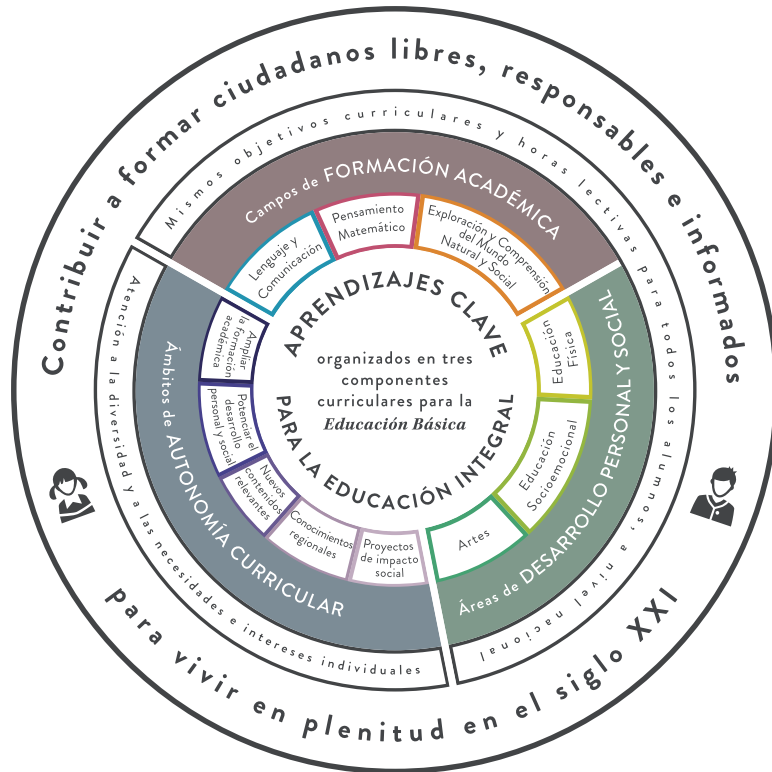 Contribuir a formar ciudadanos libres, responsables e informados
para vivir en plenitud en el siglo XXI
Mismos objetivos curriculares y horas lectivas para todos los alumnos, a nivel nacional
Atención a la diversidad y a las necesidades e intereses individuales
Campos de FORMACIÓN ACADÉMICA
Lenguaje y
Comunicación
Pensamiento
Matemático
Exploración y Comprensión
del Mundo
Natural y Social
Áreas de DESARROLLO PERSONAL Y SOCIAL
Educación
Física
Educación
Socioemocional
Artes
Ámbitos de AUTONOMÍA CURRICULAR
Ampliar
la formación
académica
Potenciar el
desarrollo
personal y social
Nuevos
contenidos
relevantes
Conocimientos
regionales
Proyectos
de impacto
social
APRENDIZAJES CLAVE
organizados en tres
componentes
curriculares para la
Educación Básica
PARA LA EDUCACIÓN INTEGRAL